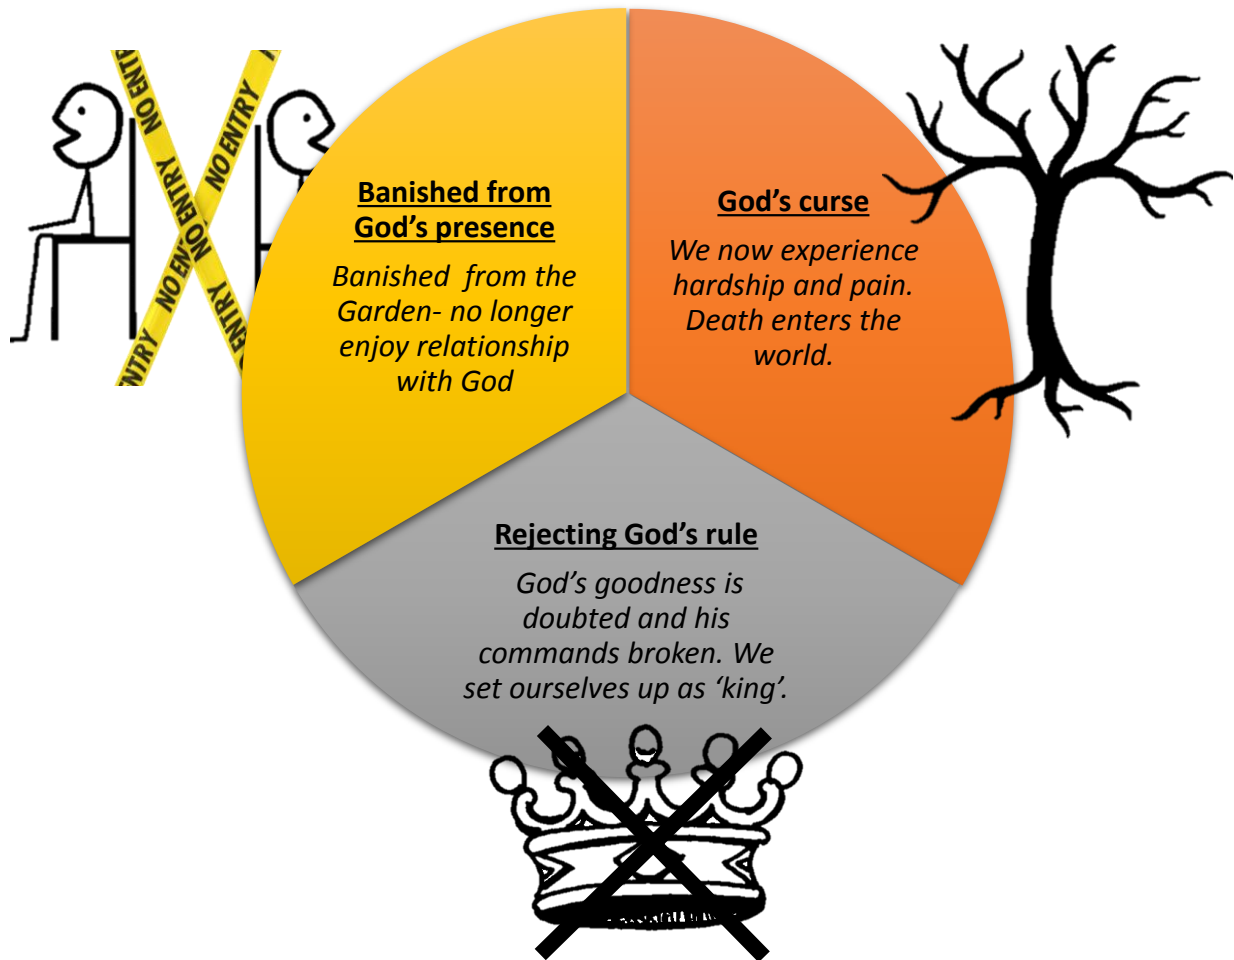 NO ENTRY
NO ENTRY
NO ENTRY
NO ENTRY
Banished from
God’s presence
Banished  from the
Garden- no longer
enjoy relationship
with God
God’s curse
We now experience
hardship and pain.
Death enters the
world.
Rejecting God’s rule
God’s goodness is
doubted and his
commands broken. We
set ourselves up as ‘king’.